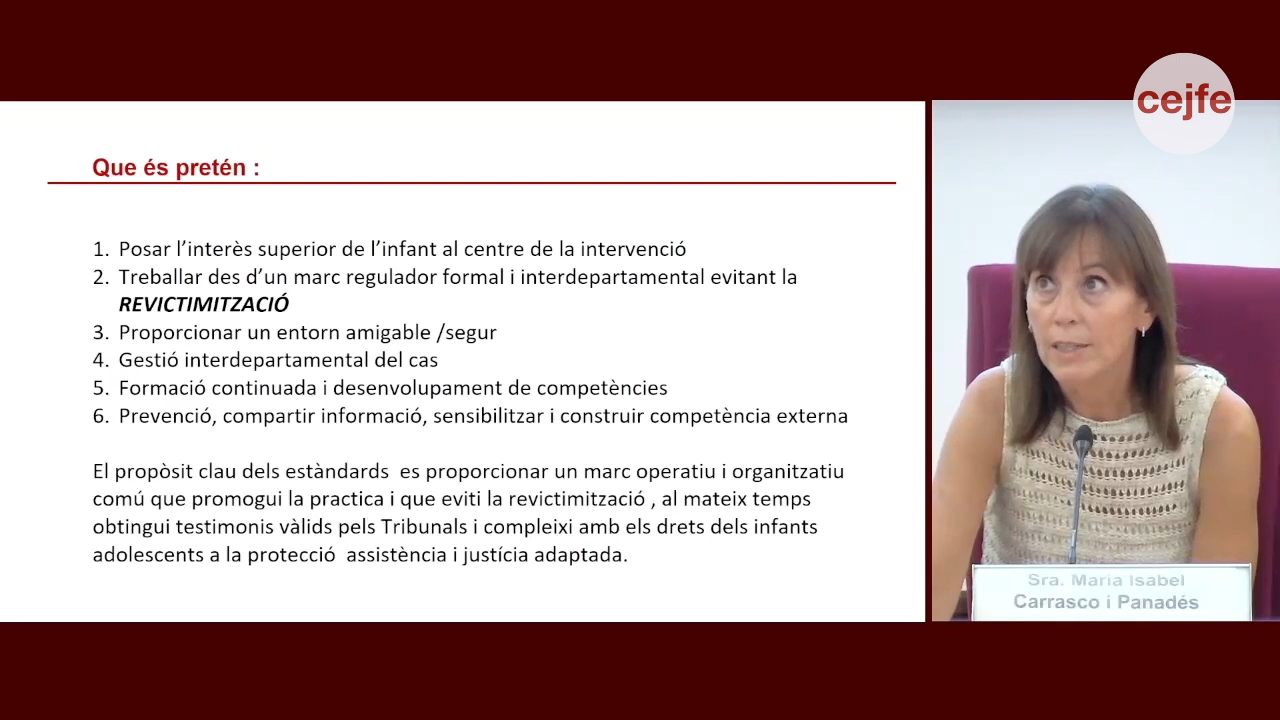 cejfe
Que és pretén :
1. Posar l’interès superior de l’infant al centre de la intervenció
2. Treballar des d’un marc regulador formal i interdepartamental evitant la
REVICTIMITZACIÓ
3. Proporcionar un entorn amigable /segur
4. Gestió interdepartamental del cas
5. Formació continuada i desenvolupament de competències
6. Prevenció, compartir informació, sensibilitzar i construir competència externa
El propòsit clau dels estàndards es proporcionar un marc operatiu i organitzatiu
comú que promogui la practica i que eviti la revictimització , al mateix temps
obtingui testimonis vàlids pels Tribunals i compleixi amb els drets dels infants
adolescents a la protecció assistència i justícia adaptada.
Sra. Maria Isabel
Carrasco i Panadés